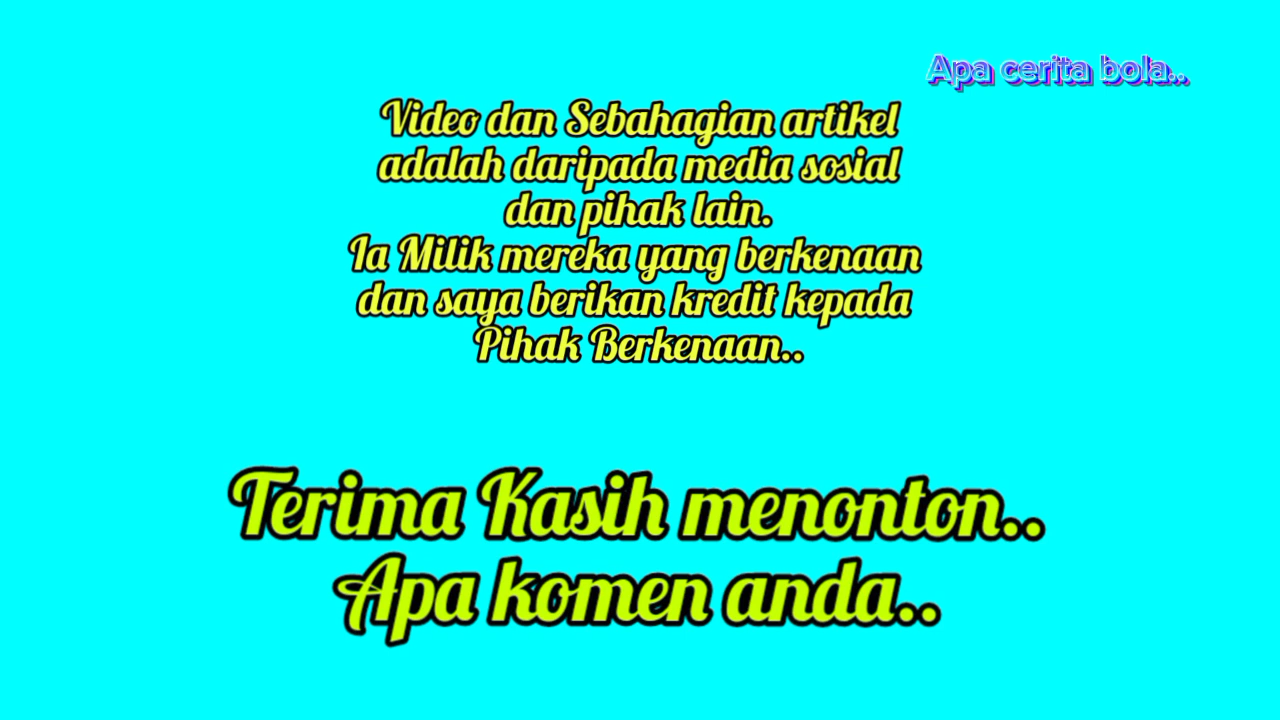 Apa cerita bola..
Video dan Sebahagian artikel
adalah daripada media sosial
dan pihak lain.
Ia Milik mereka yang berkenaan
dan saya berikan kredit kepada
Pihak Berkenaan..
Terima Kasih menonton..
Apa komen anda..